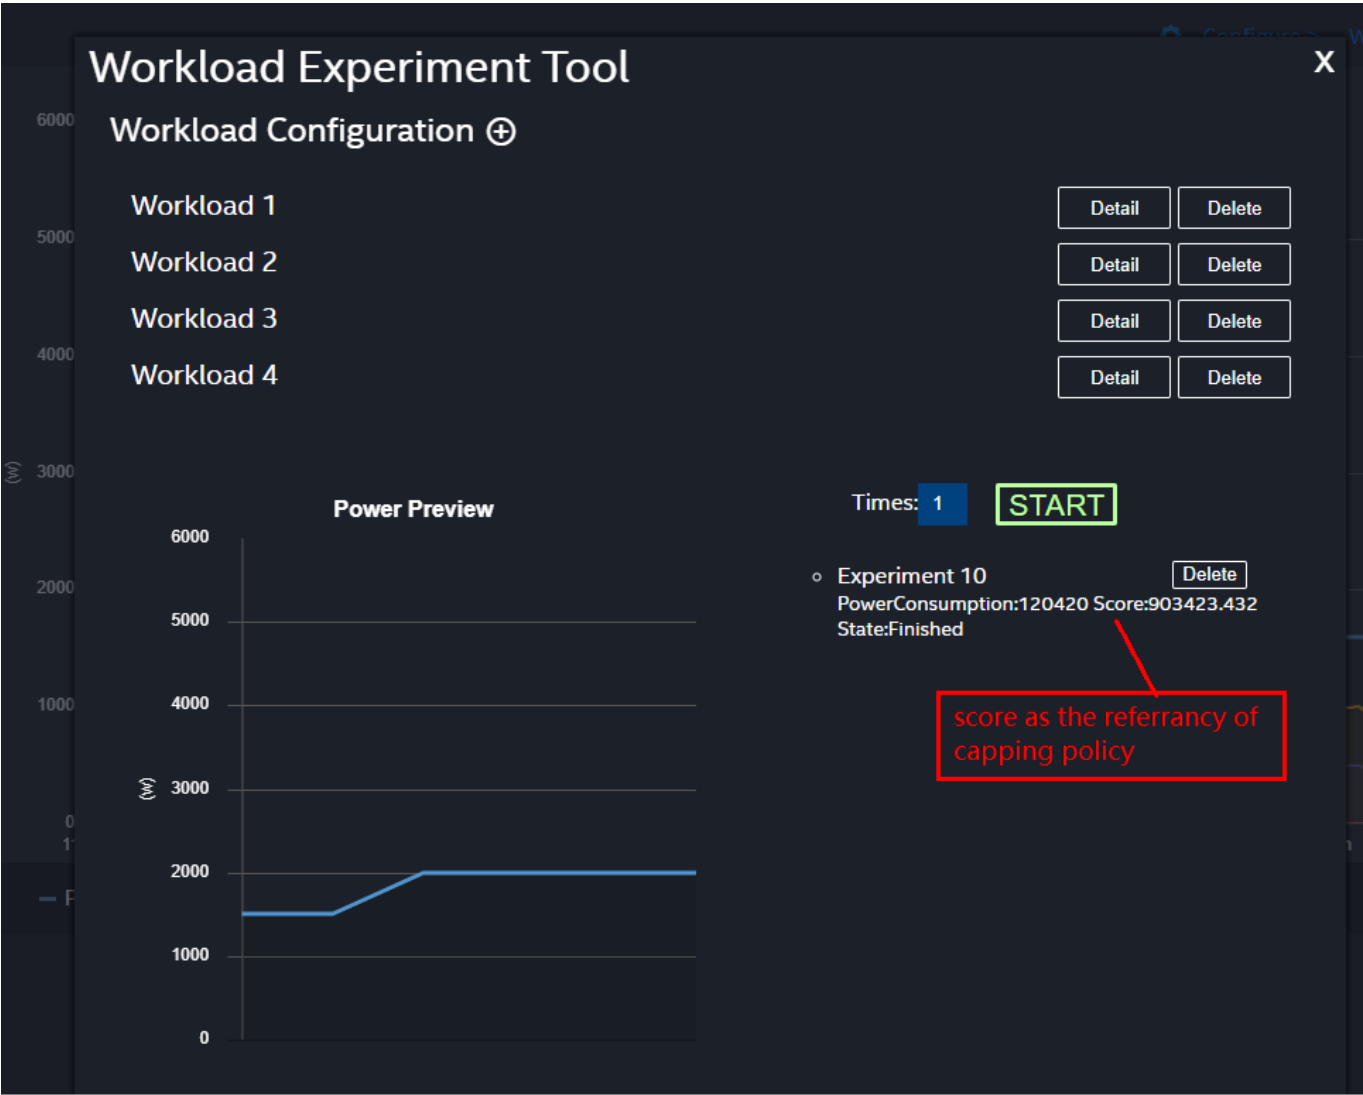 Configure >
Workload Experiment Tool
X
Workload Configuration
Workload 1
Detail
Delete
Workload 2
Detail
Delete
Workload 3
Detail
Delete
Workload 4
Detail
Delete
6000
5000
4000
3000
2000
1000
0
(W)
Power Preview
6000
5000
4000
3000
2000
1000
0
(W)
Times: 1
START
Experiment 10
Delete
PowerConsumption:120420 Score:903423.432
State:Finished
score as the referrancy of
capping policy